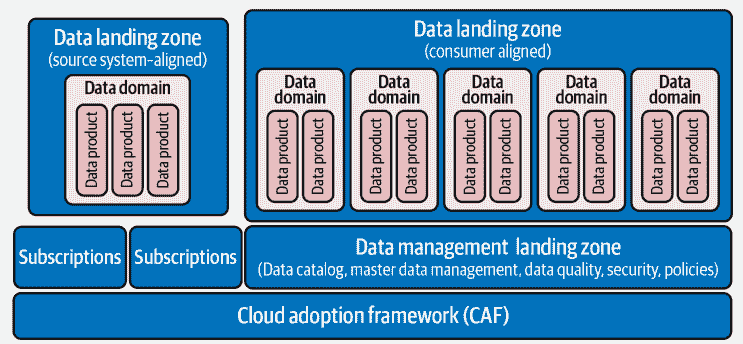 Data landing zone
(source system-aligned)
Data domain
Data product
Data product
Data product
Data landing zone
(consumer aligned)
Data
domain
Data product
Data product
Data
domain
Data product
Data product
Data
domain
Data product
Data product
Data
domain
Data product
Data product
Data
domain
Data product
Data product
Subscriptions
Subscriptions
Data management landing zone
(Data catalog, master data management, data quality, security, policies)
Cloud adoption framework (CAF)